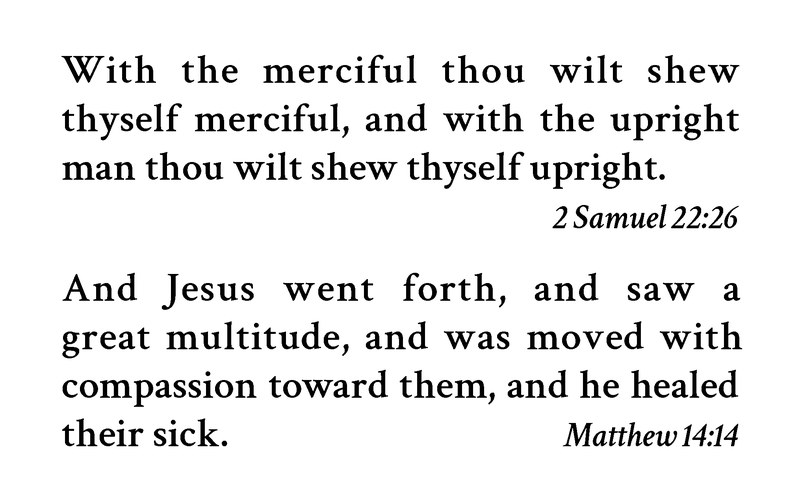 With the merciful thou wilt shew
thyself merciful, and with the upright
man thou wilt shew thyself upright.
2 Samuel 22:26
And Jesus went forth, and saw a
great multitude, and was moved with
compassion toward them, and he healed
their sick. Matthew 14:14